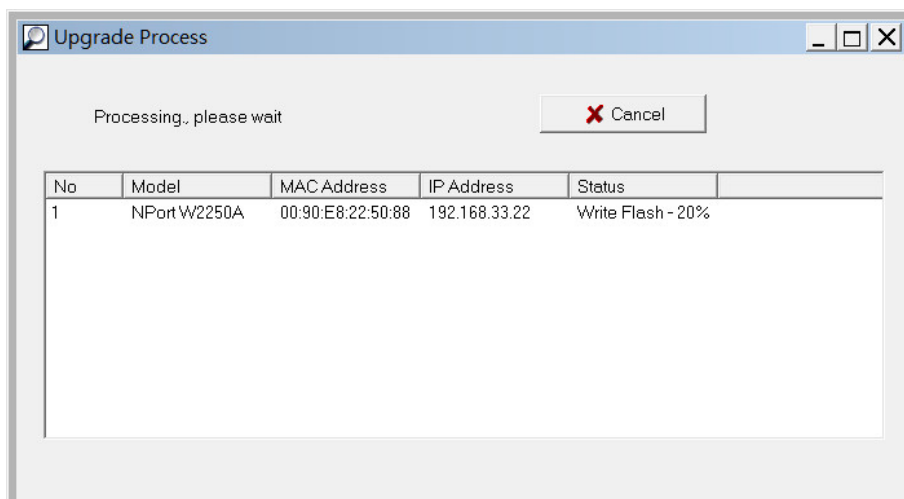 Upgrade Process
Processing., please wait
Cancel
No Model MAC Address IP Address Status
1 NPort W2250A 00:90:E8:22:50:88 192.168.33.22 Write Flash - 20%